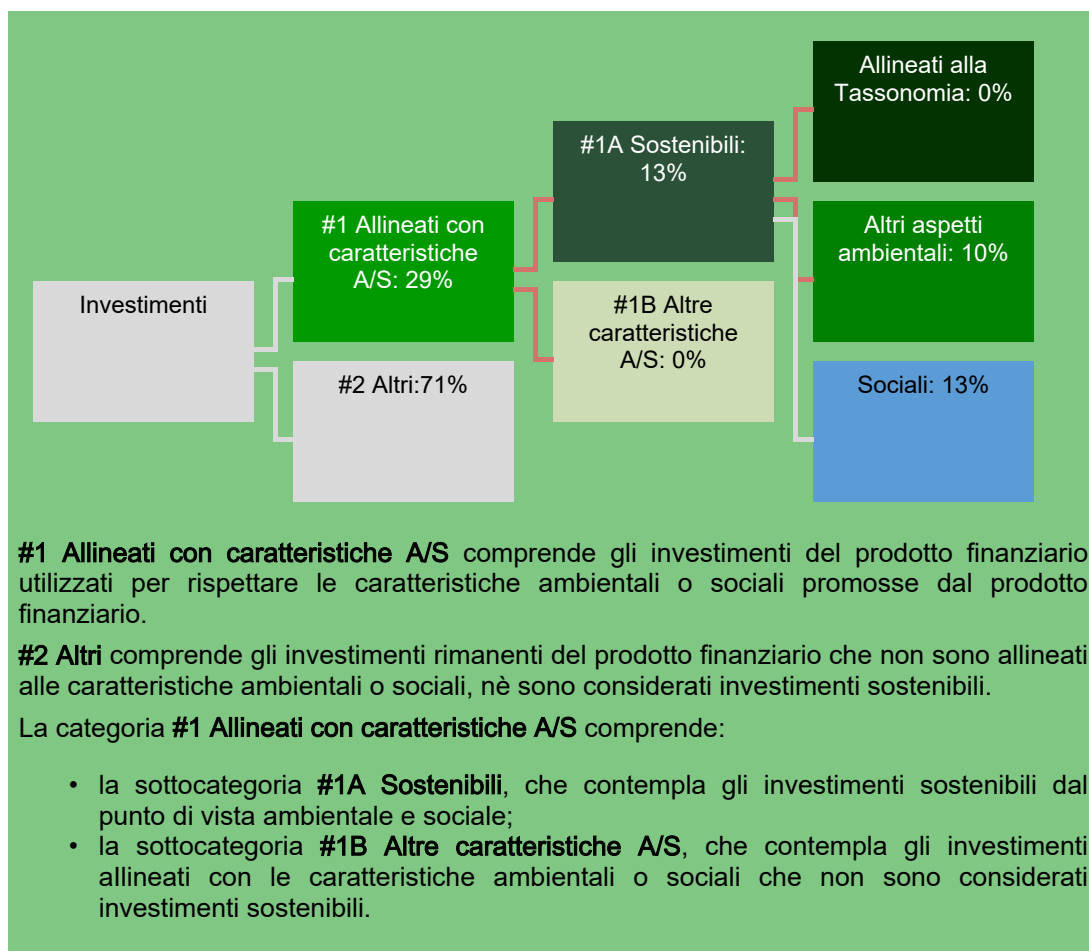 Investimenti
#1 Allineati con
caratteristiche
A/S: 29%
#2 Altri:71%
#1A Sostenibili:
13%
#1B Altre
caratteristiche
A/S: 0%
Allineati alla
Tassonomia: 0%
Altri aspetti
ambientali: 10%
Sociali: 13%
#1 Allineati con caratteristiche A/S comprende gli investimenti del prodotto finanziario
utilizzati per rispettare le caratteristiche ambientali o sociali promosse dal prodotto
finanziario.
#2 Altri comprende gli investimenti rimanenti del prodotto finanziario che non sono allineati
alle caratteristiche ambientali o sociali, nè sono considerati investimenti sostenibili.
La categoria #1 Allineati con caratteristiche A/S comprende:
• la sottocategoria #1A Sostenibili, che contempla gli investimenti sostenibili dal
punto di vista ambientale e sociale;
• la sottocategoria #1B Altre caratteristiche A/S, che contempla gli investimenti
allineati con le caratteristiche ambientali o sociali che non sono considerati
investimenti sostenibili.